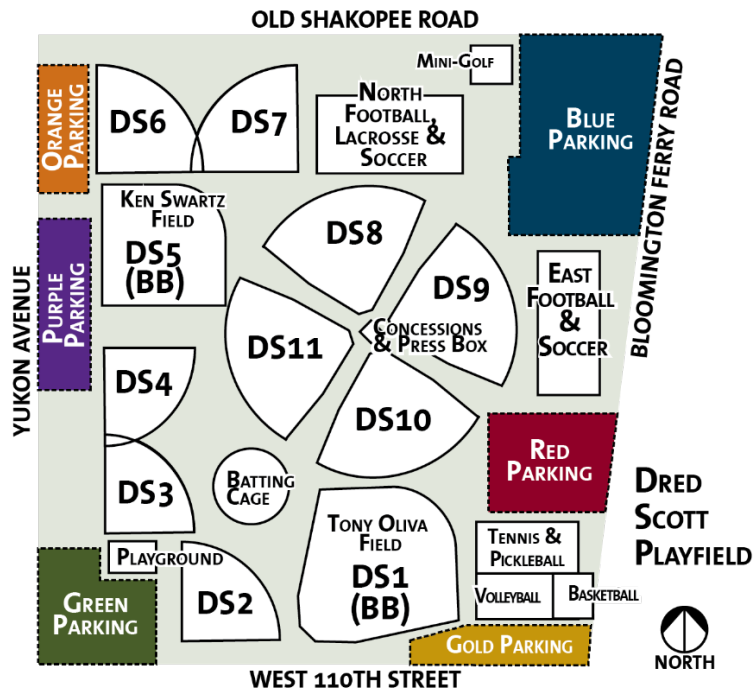 OLD SHAKOPEE ROAD
MINI-GOLF
ORANGE
PARKING
DS6
DS7
NORTH
FOOTBALL,
LACROSSE &
SOCCER
BLUE
PARKING
BLOOMINGTON FERRY ROAD
KEN SWARTZ
FIELD
DS5
(BB)
DS8
DS9
EAST
FOOTBALL
&
SOCCER
PURPLE
PARKING
YUKON AVENUE
CONCESSIONS
& PRESS BOX
DS11
DS4
DS10
RED
PARKING
DS3
BATTING
CAGE
DRED
SCOTT
PLAYFIELD
TONY OLIVA
FIELD
DS1
(BB)
TENNIS &
PICKLEBALL
PLAYGROUND
VOLLEYBALL
BASKETBALL
GREEN
PARKING
DS2
GOLD PARKING
NORTH
WEST 110TH STREET